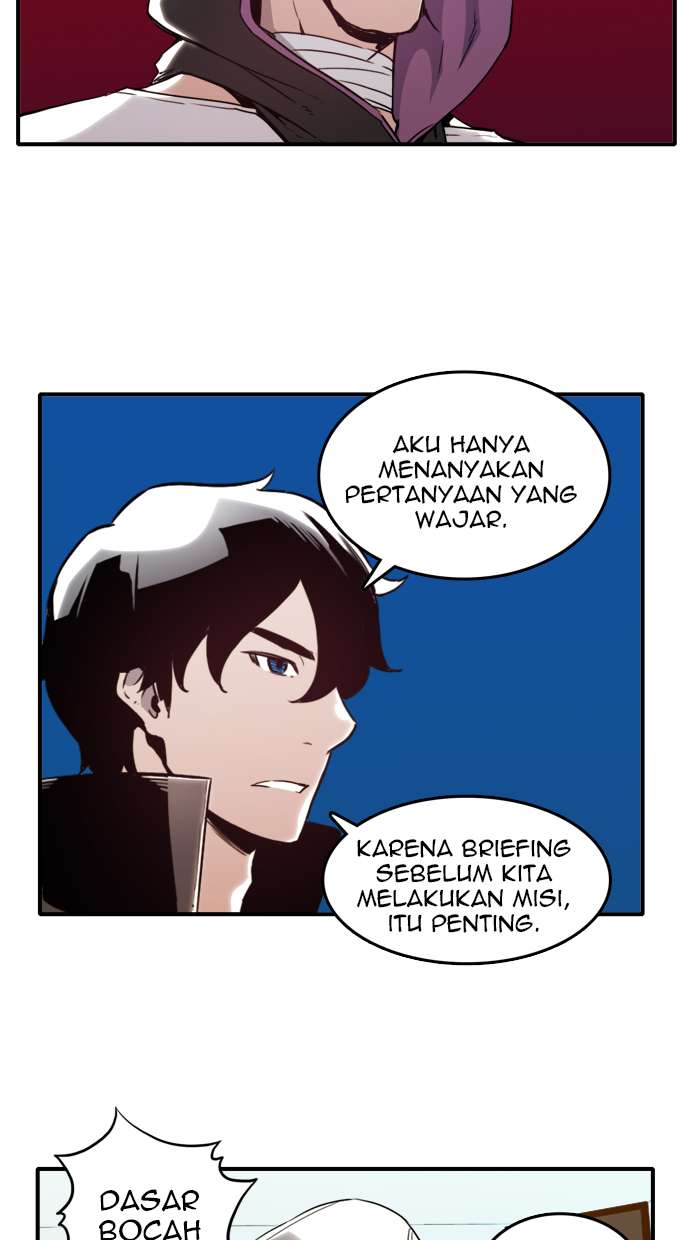 AKU HANYA
MENANYAKAN
PERTANYAAN YANG
WAJAR.
KARENA BRIEFING
SEBELUM KITA
MELAKUKAN MISI,
ITU PENTING.
DASAR
BOCAH